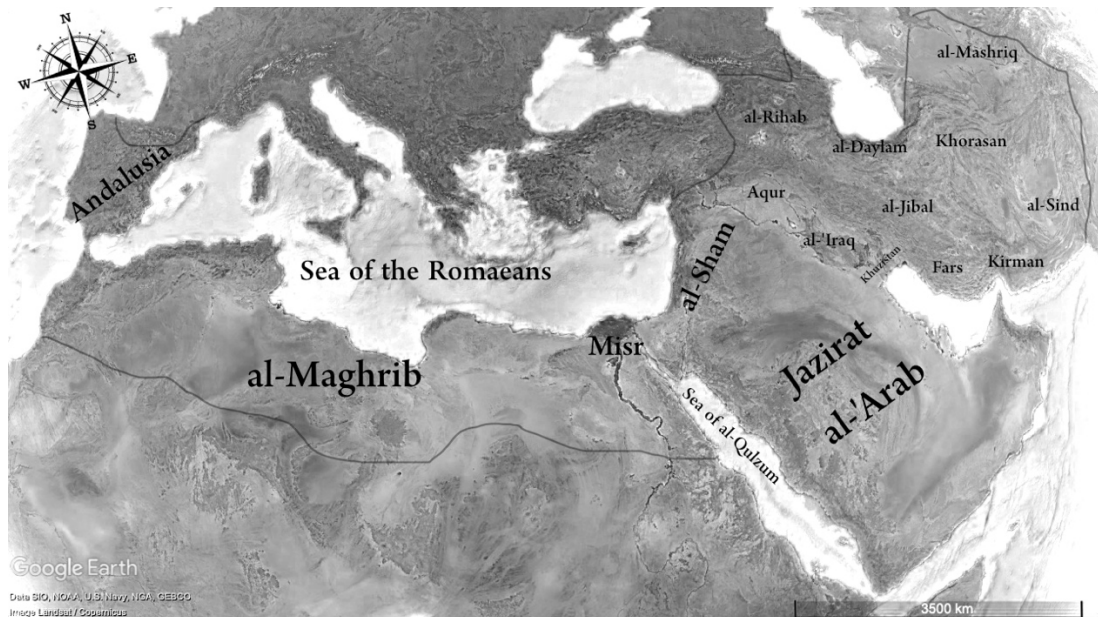 N
W
E
S
al-Mashriq
al-Rihab
al-Daylam
Khorasan
Andalusia
Aqur
al-Jibal
al-Sind
al-'Iraq
Khuzistan
Fars
Kirman
al-Sham
Sea of the Romaeans
Misr
al-Maghrib
Jazirat
al-'Arab
Sea of al-Qulzum
Google Earth
Data SIO, NOAA, U.S. Navy, NGA, GEBCO
Image Landsat / Copernicus
3500 km